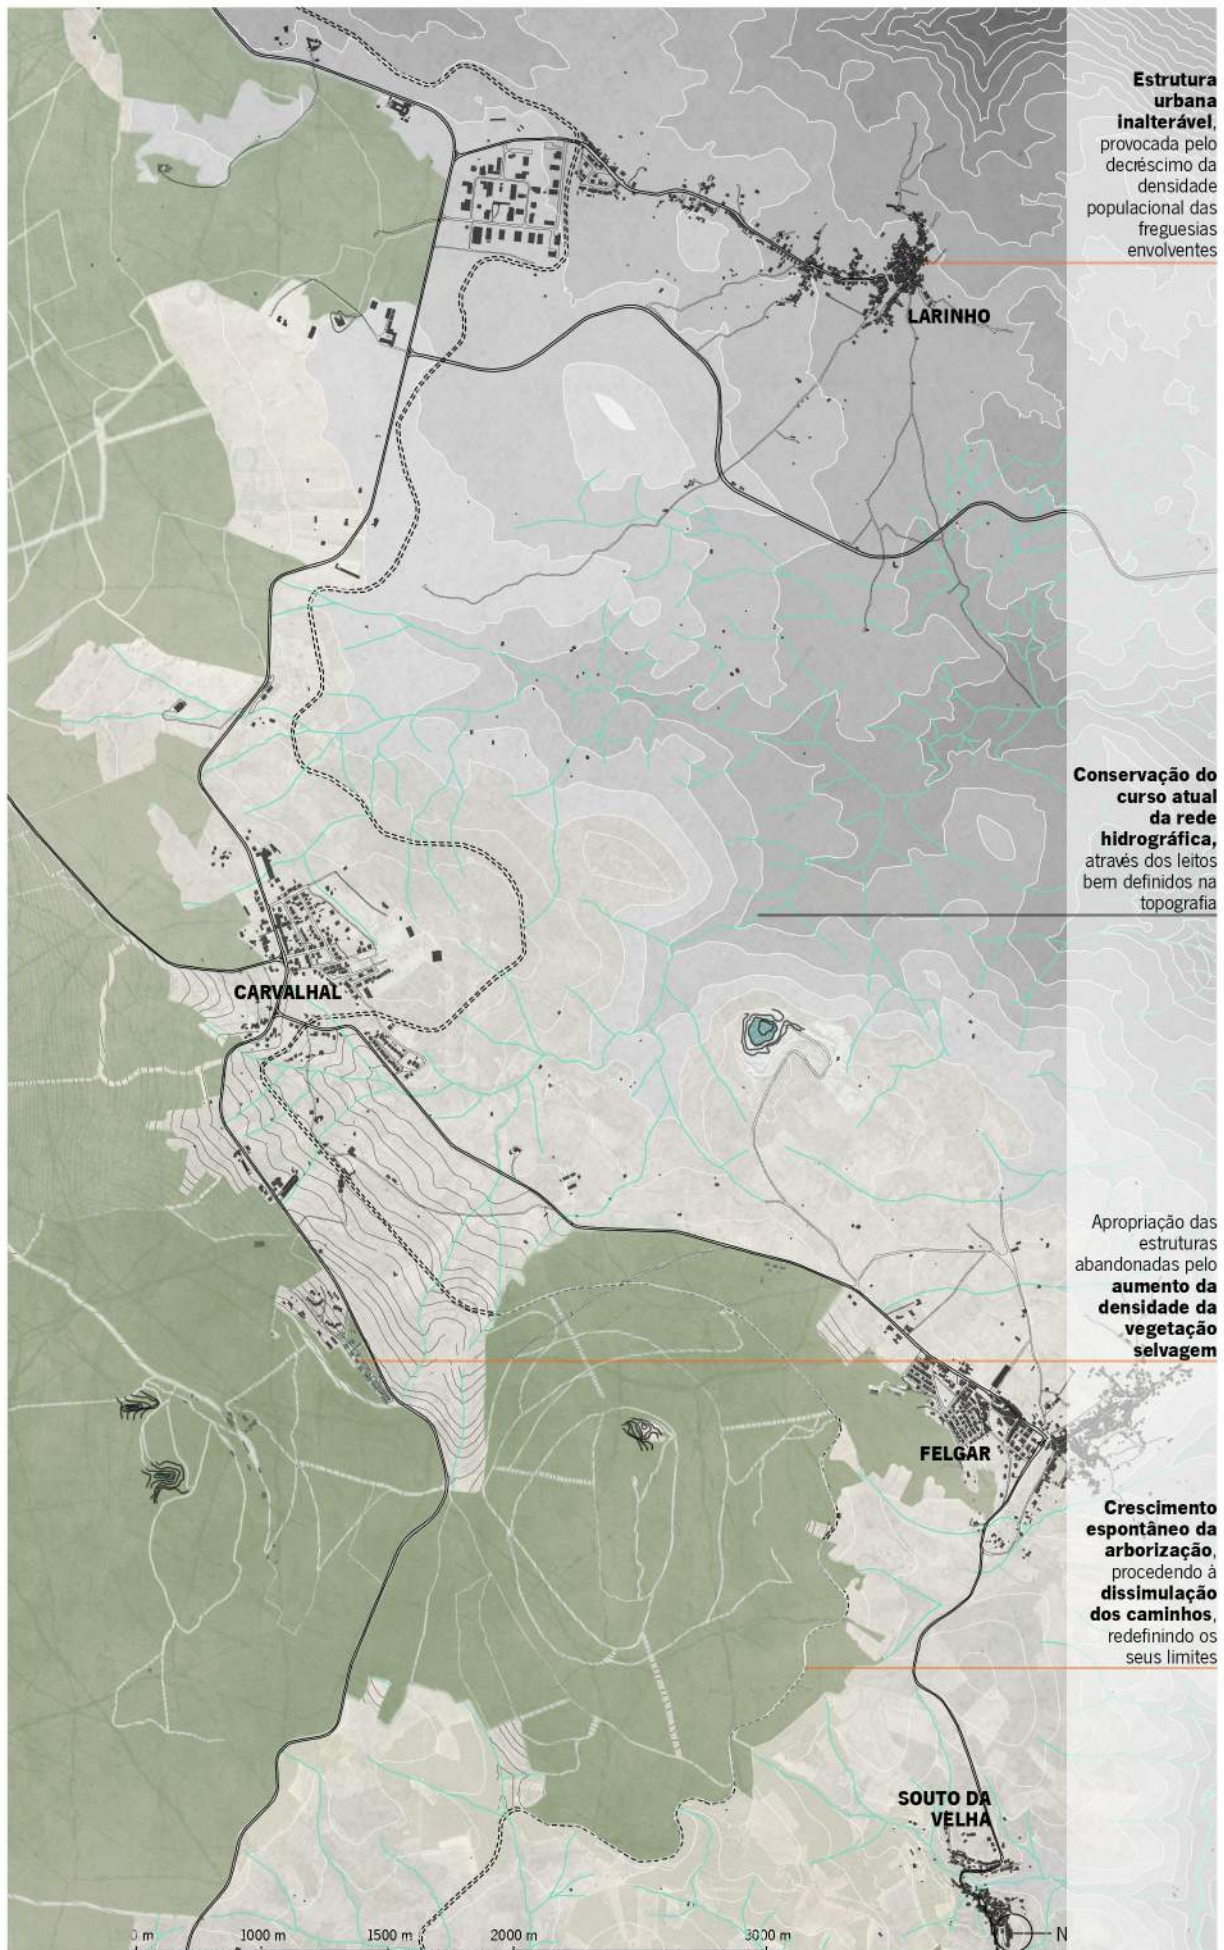 Estrutura
urbana
inalterável,
provocada pelo
decréscimo da
densidade
populacional das
freguesias
envolventes
LARINHO
Conservação do
curso atual
da rede
hidrográfica,
através dos leitos
bem definidos na
topografia
CARVALHAL
Apropriação das
estruturas
abandonadas pelo
aumento da
densidade da
vegetação
selvagem
FELGAR
Crescimento
espontâneo da
arborização,
procedendo à
dissimulação
dos caminhos,
redefinindo os
seus limites
SOUTO DA
VELHA
0 m 1000 m 1500 m 2000 m 3000 m N